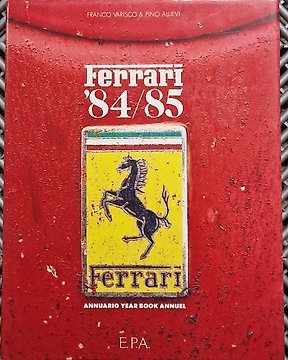 FRANCO VARISCO & PINO ALLIEVI
Ferrari
'84/85
Ferrari
ANNUARIO YEAR BOOK ANNUEL
E.P.A.